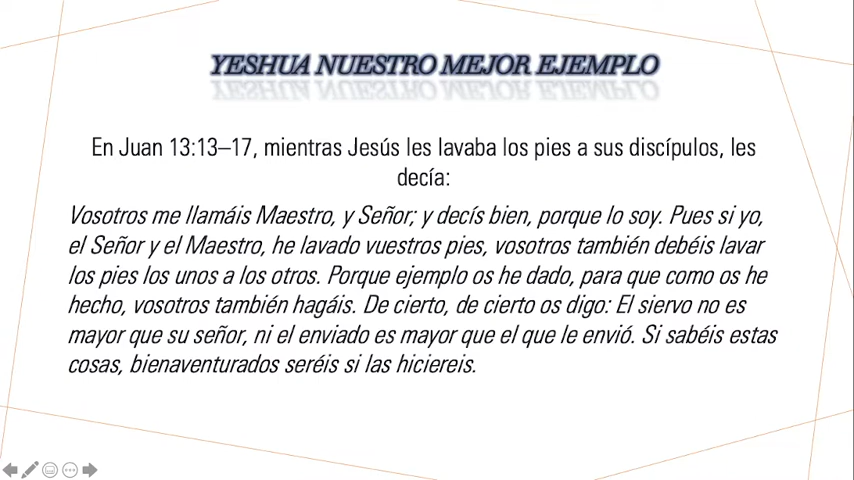 YESHUA NUESTRO MEJOR EJEMPLO
En Juan 13:13–17, mientras Jesús les lavaba los pies a sus discípulos, les
decía:
Vosotros me llamáis Maestro, y Señor; y decís bien, porque lo soy. Pues si yo,
el Señor y el Maestro, he lavado vuestros pies, vosotros también debéis lavar
los pies los unos a los otros. Porque ejemplo os he dado, para que como os he
hecho, vosotros también hagáis. De cierto, de cierto os digo: El siervo no es
mayor que su señor, ni el enviado es mayor que el que le envió. Si sabéis estas
cosas, bienaventurados seréis si las hiciereis.